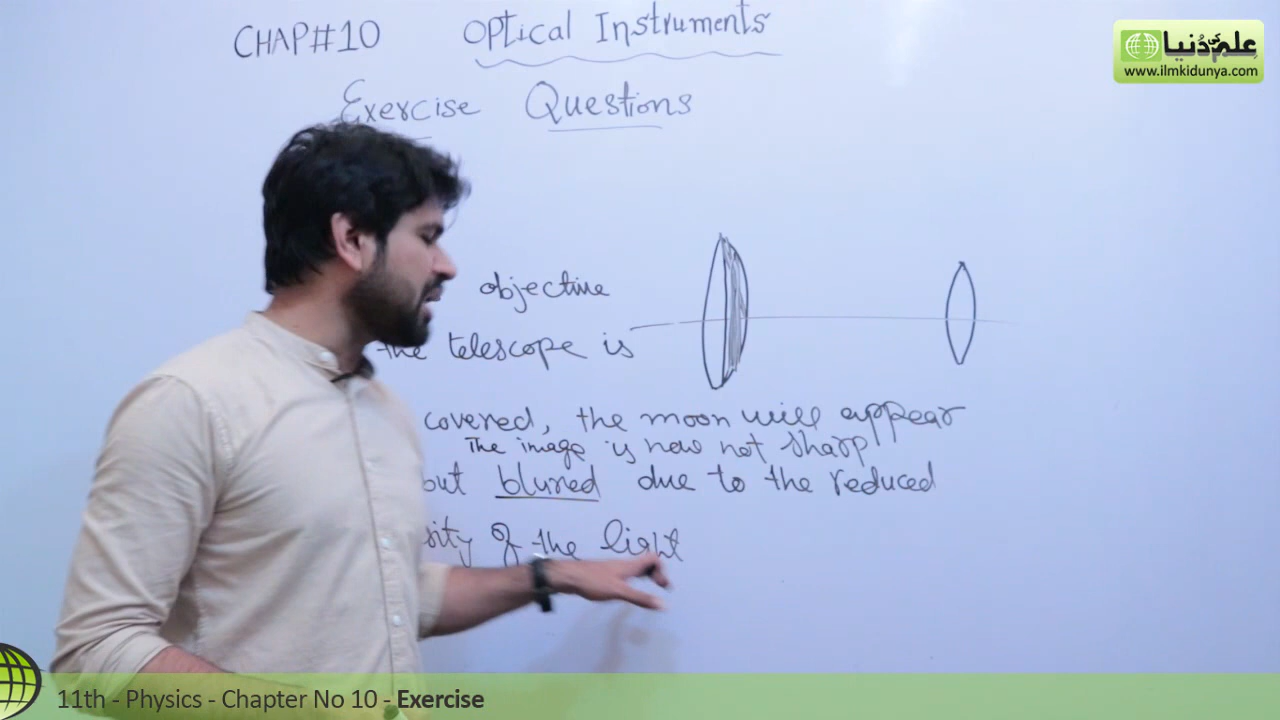 CHAP#10 Optical Instruments
علم کی دُنیا
www.ilmkidunya.com
Exercise Questions
objective
the telescope is
covered, the moon will appear
The image is now not sharp
but blured due to the reduced
of the light
11th - Physics - Chapter No 10 - Exercise